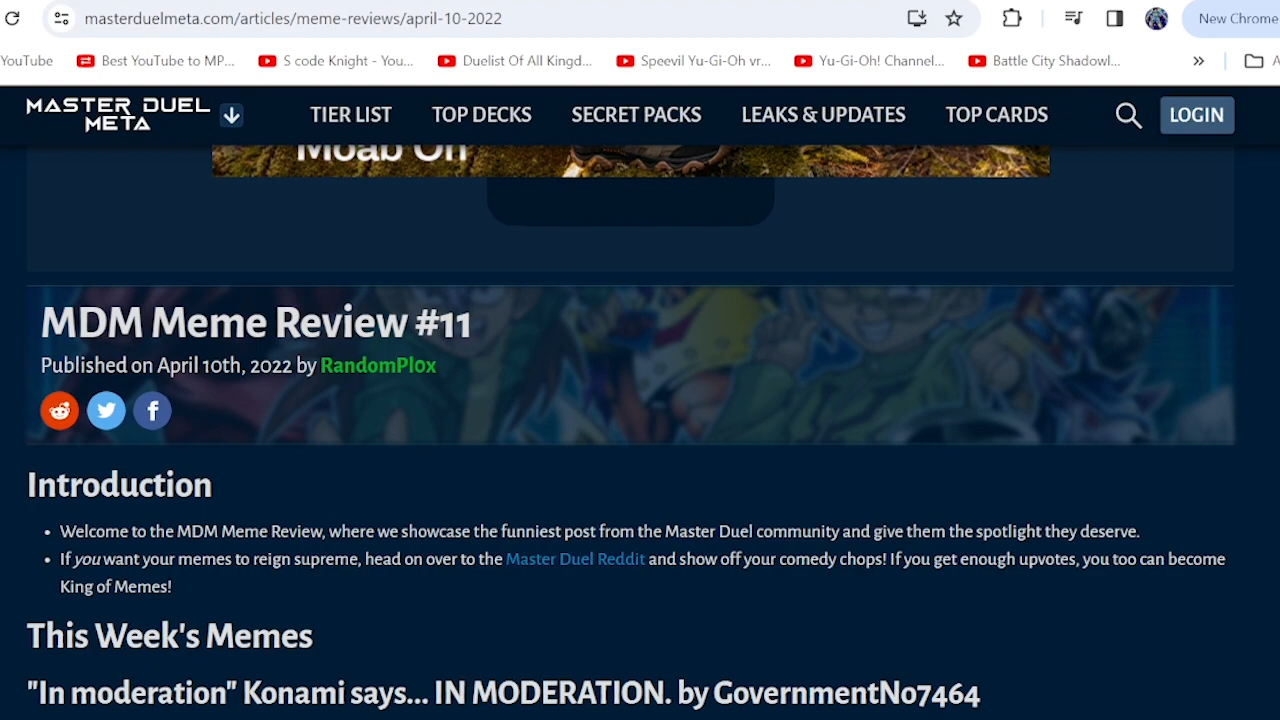 masterduelmeta.com/articles/meme-reviews/april-10-2022
New Chrome
YouTube
Best YouTube to MP...
S code Knight - You...
Duelist Of All Kingd...
Speevil Yu-Gi-Oh vr...
Yu-Gi-Oh! Channel...
Battle City Shadowl...
MASTER DUEL
META
TIER LIST
TOP DECKS
SECRET PACKS
LEAKS & UPDATES
TOP CARDS
LOGIN
Moab On
MDM Meme Review #11
Published on April 10th, 2022 by RandomPl0x
Introduction
• Welcome to the MDM Meme Review, where we showcase the funniest post from the Master Duel community and give them the spotlight they deserve.
• If you want your memes to reign supreme, head on over to the Master Duel Reddit and show off your comedy chops! If you get enough upvotes, you too can become
King of Memes!
This Week's Memes
"In moderation" Konami says... IN MODERATION. by GovernmentNo7464